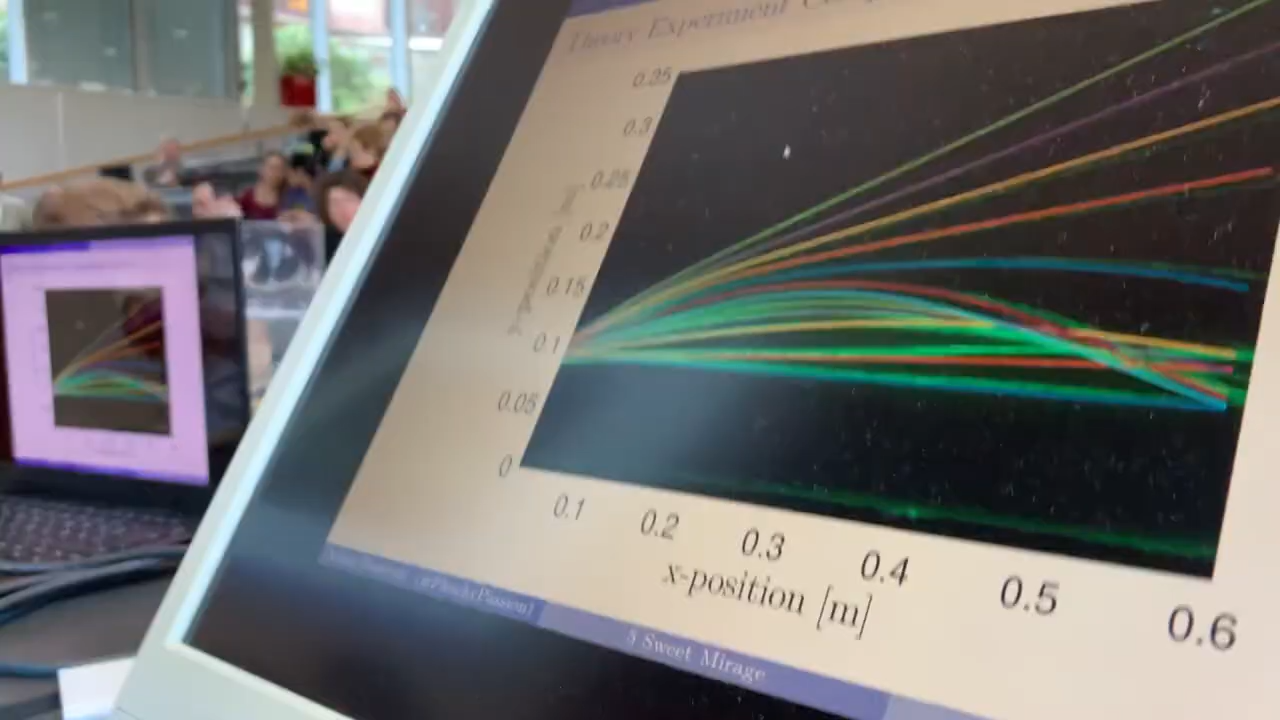 Theory Experiment
0.35
0.3
0.25
0.2
0.15
0.1
0.05
0
y-position [m]
0.1 0.2 0.3 0.4 0.5 0.6
x-position [m]
5 Sweet Mirage